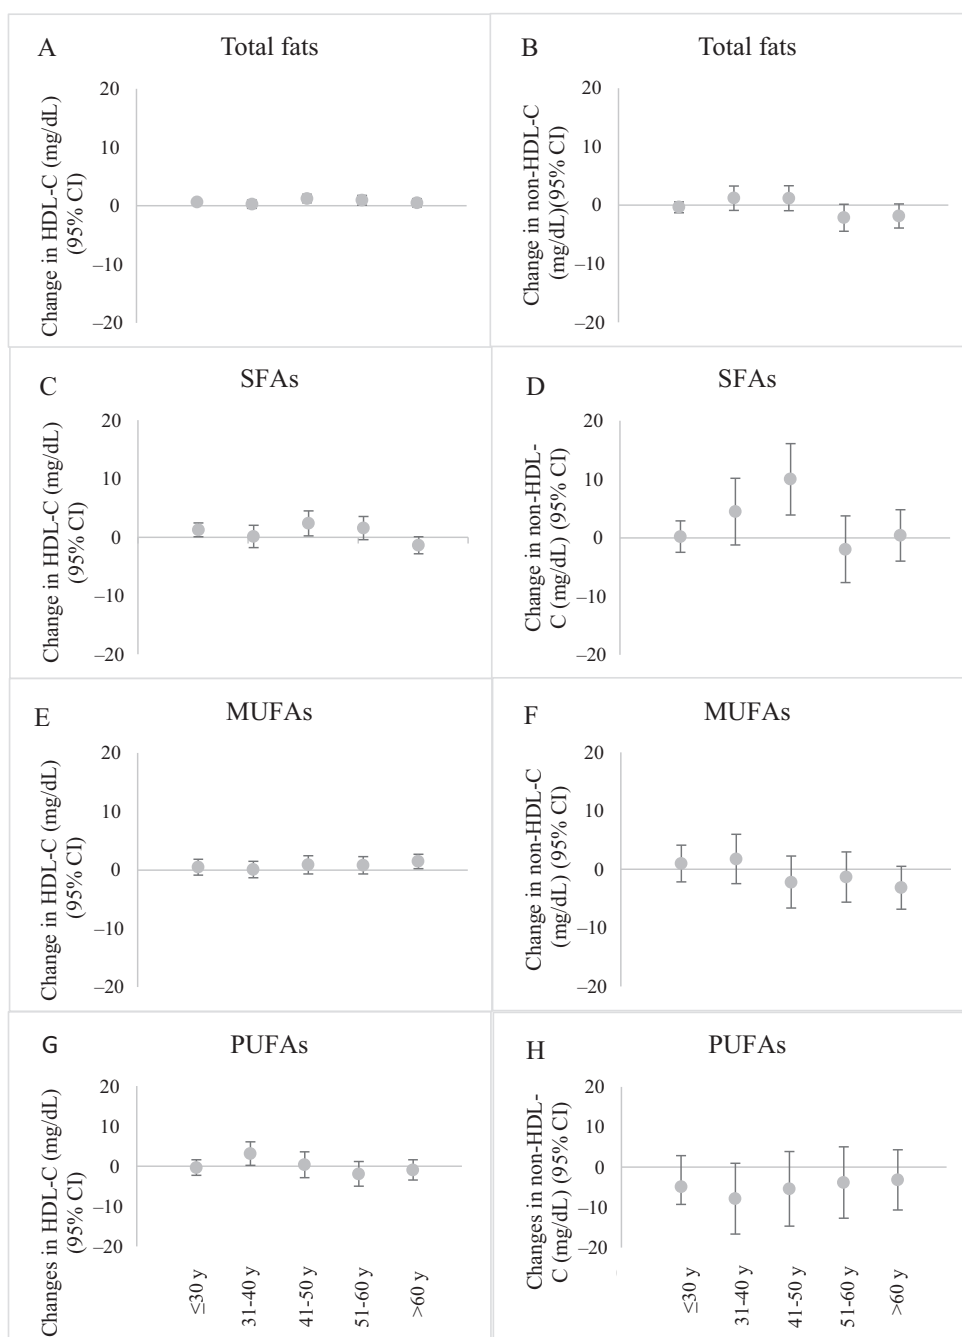 A
Total fats
20
10
0
–10
–20
Change in HDL-C (mg/dL)
(95% CI)
B
Total fats
20
10
0
–10
–20
Change in non-HDL-C
(mg/dL)(95% CI)
C
SFAs
20
10
0
–10
–20
Change in HDL-C (mg/dL)
(95% CI)
D
SFAs
20
10
0
–10
–20
Change in non-HDL-
C (mg/dL) (95% CI)
E
MUFAs
20
10
0
–10
–20
Change in HDL-C (mg/dL)
(95% CI)
F
MUFAs
20
10
0
–10
–20
Change in non-HDL-C
(mg/dL) (95% CI)
G
PUFAs
20
10
0
–10
–20
Changes in HDL-C (mg/dL)
(95% CI)
≤30 y
31-40 y
41-50 y
51-60 y
>60 y
H
PUFAs
20
10
0
–10
–20
Changes in non-HDL-
C (mg/dL) (95% CI)
≤30 y
31-40 y
41-50 y
51-60 y
>60 y